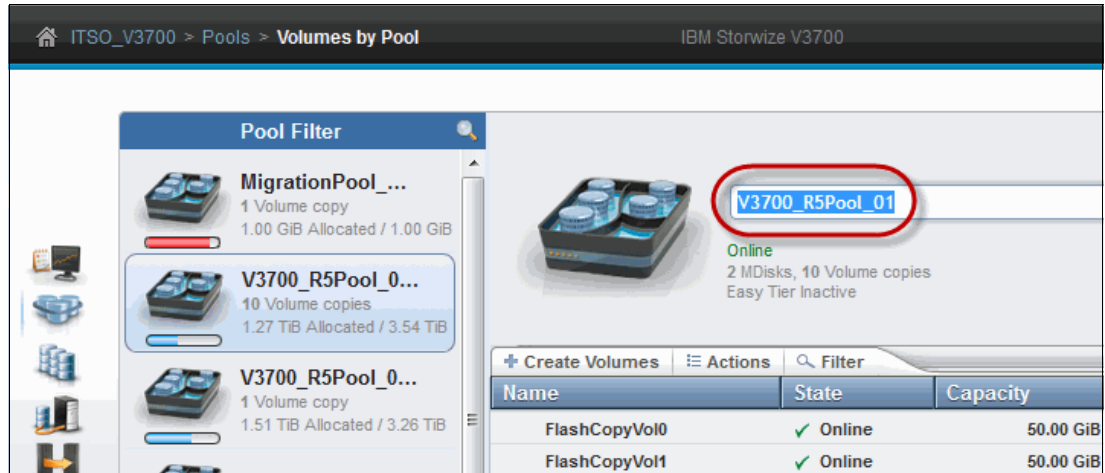 ITSO_V3700 > Pools > Volumes by Pool
IBM Storwize V3700
Pool Filter
MigrationPool_...
1 Volume copy
1.00 GiB Allocated / 1.00 GiB
V3700_R5Pool_0...
10 Volume copies
1.27 TiB Allocated / 3.54 TiB
V3700_R5Pool_0...
1 Volume copy
1.51 TiB Allocated / 3.26 TiB
V3700_R5Pool_01
Online
2 MDisks, 10 Volume copies
Easy Tier Inactive
Create Volumes Actions Filter
Name State Capacity
FlashCopyVol0 Online 50.00 GiB
FlashCopyVol1 Online 50.00 GiB